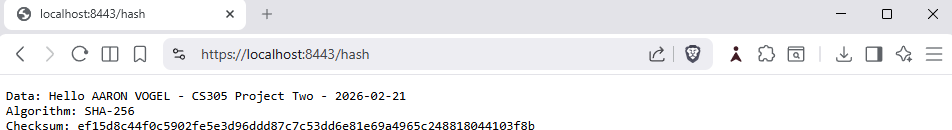 localhost:8443/hash
https://localhost:8443/hash
Data: Hello AARON VOGEL - CS305 Project Two - 2026-02-21
Algorithm: SHA-256
Checksum: ef15d8c44f0c5902fe5e3d96ddd87c7c53dd6e81e69a4965c248818044103f8b